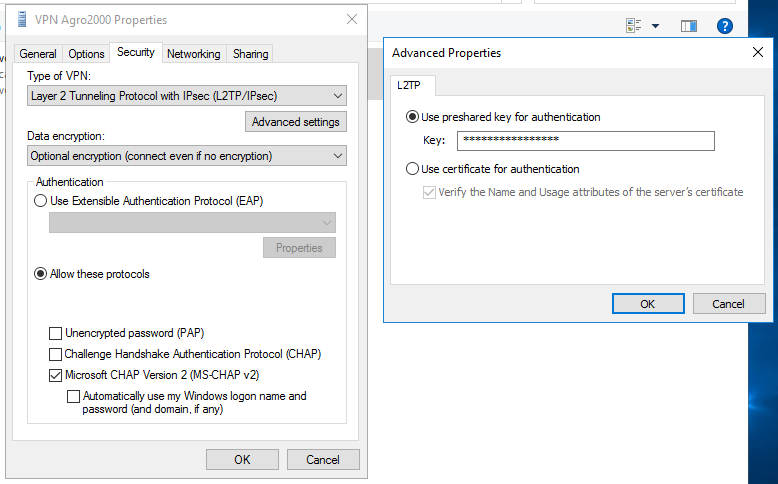 VPN Agro2000 Properties
General Options Security Networking Sharing
Type of VPN:
Layer 2 Tunneling Protocol with IPsec (L2TP/IPsec)
Advanced settings
Data encryption:
Optional encryption (connect even if no encryption)
Authentication
Use Extensible Authentication Protocol (EAP)
Properties
Allow these protocols
Unencrypted password (PAP)
Challenge Handshake Authentication Protocol (CHAP)
Microsoft CHAP Version 2 (MS-CHAP v2)
Automatically use my Windows logon name and
password (and domain, if any)
OK Cancel
Advanced Properties
L2TP
Use preshared key for authentication
Key: ****************
Use certificate for authentication
Verify the Name and Usage attributes of the server's certificate
OK Cancel